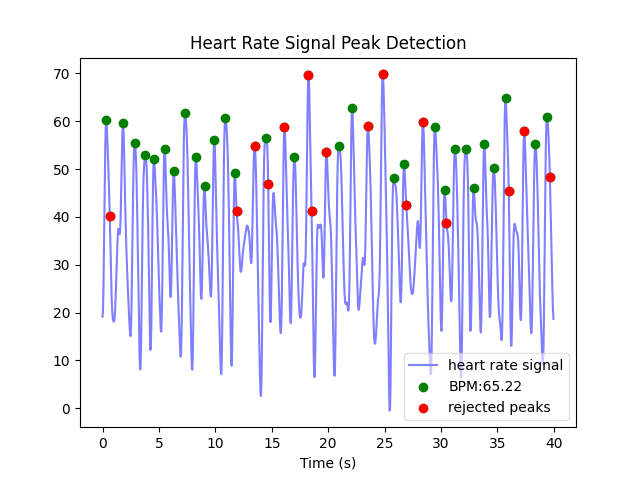 Heart Rate Signal Peak Detection
70
60
50
40
30
20
10
0
0 5 10 15 20 25 30 35 40
Time (s)
heart rate signal
BPM:65.22
rejected peaks